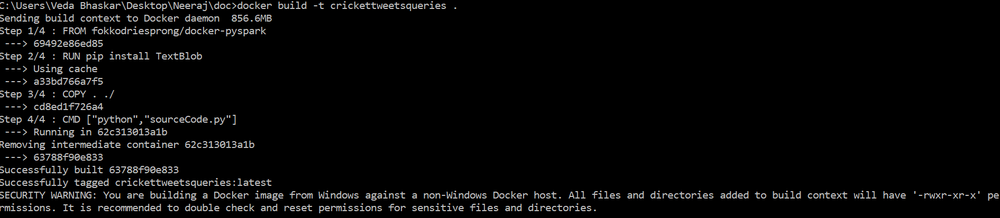 C:\Users\Veda Bhaskar\Desktop\Neeraj\doc>docker build -t crickettweetsqueries .
Sending build context to Docker daemon  856.6MB
Step 1/4 : FROM fokkodriesprong/docker-pyspark
 ---> 69492e86ed85
Step 2/4 : RUN pip install TextBlob
 ---> Using cache
 ---> a33bd766a7f5
Step 3/4 : COPY . ./
 ---> cd8ed1f726a4
Step 4/4 : CMD ["python","sourceCode.py"]
 ---> Running in 62c313013a1b
Removing intermediate container 62c313013a1b
 ---> 63788f90e833
Successfully built 63788f90e833
Successfully tagged crickettweetsqueries:latest
SECURITY WARNING: You are building a Docker image from Windows against a non-Windows Docker host. All files and directories added to build context will have '-rwxr-xr-x' pe
rmissions. It is recommended to double check and reset permissions for sensitive files and directories.